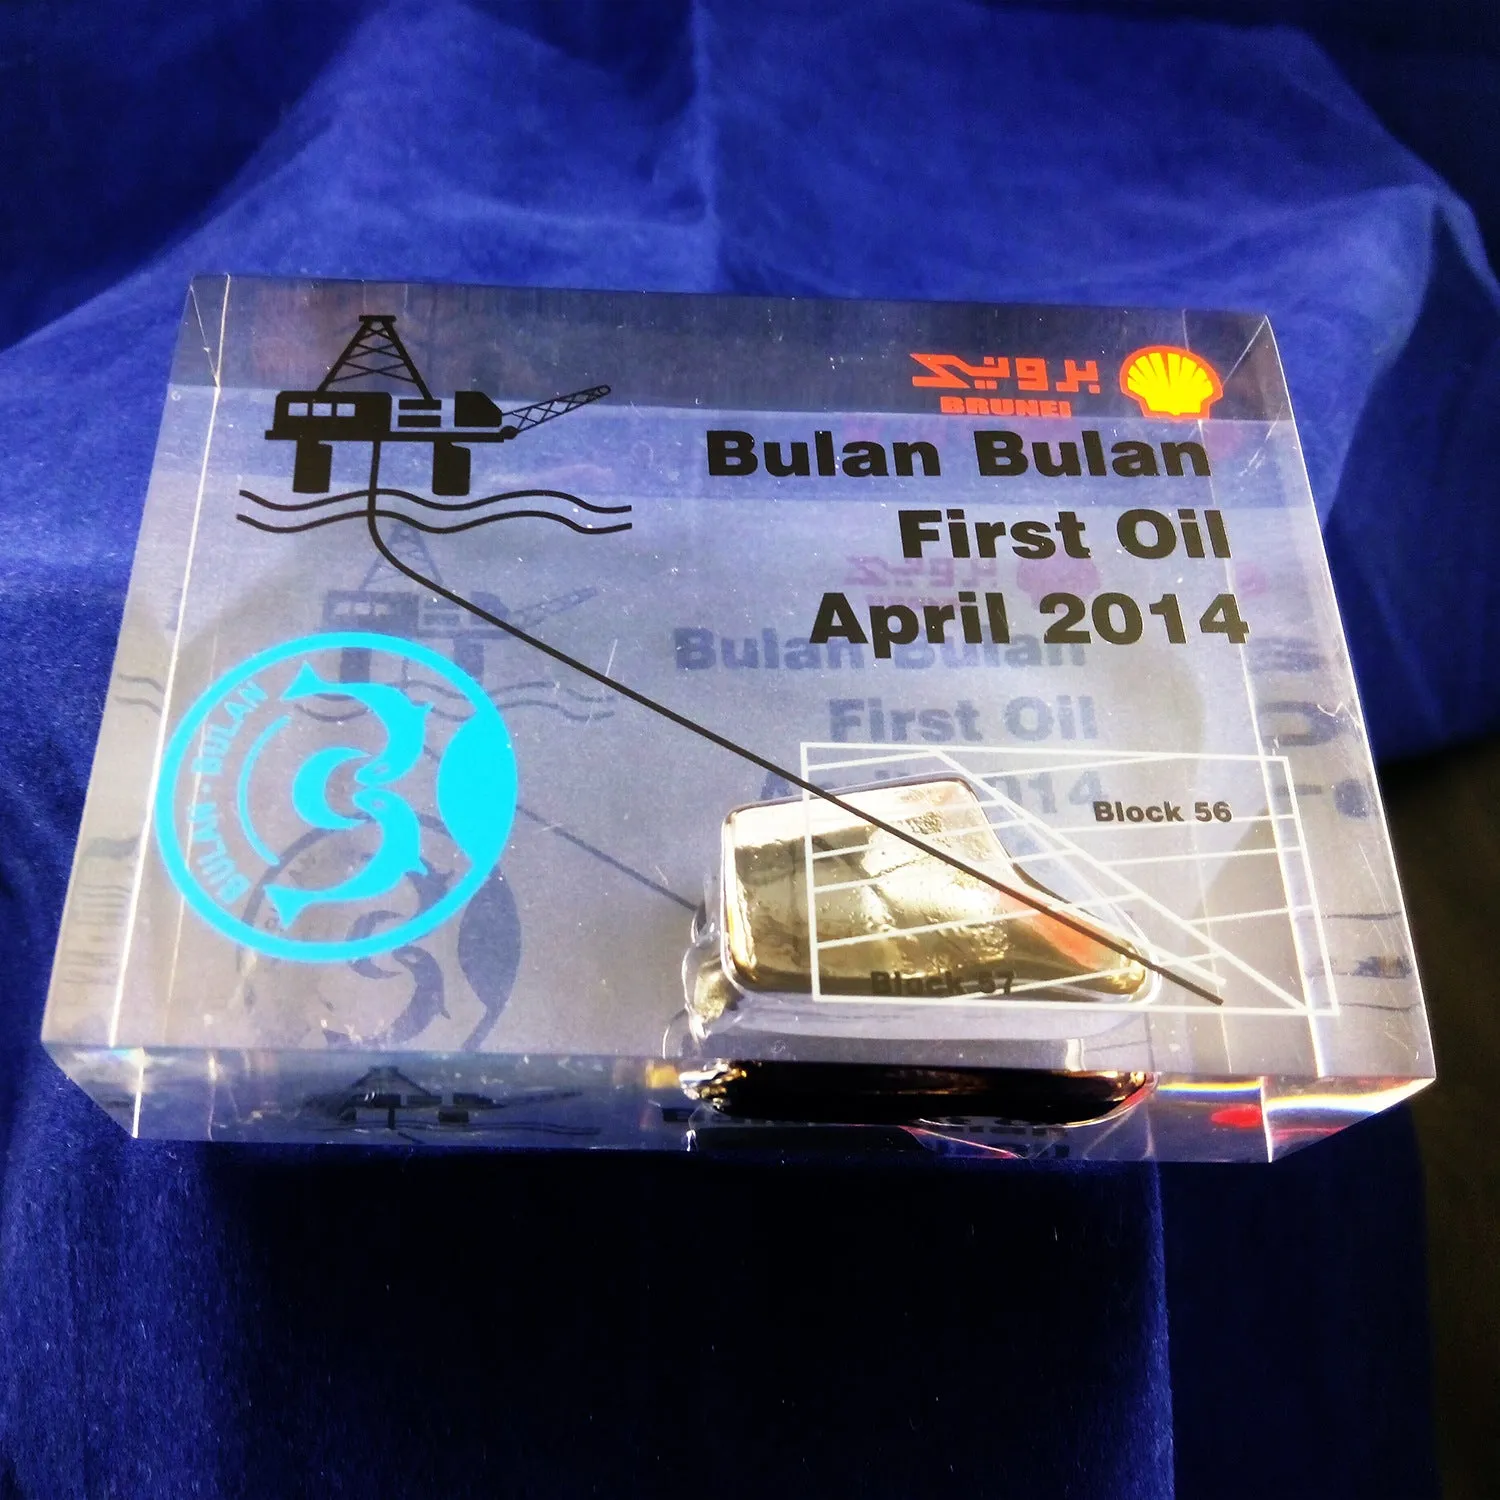 بروني
BRUNEI
Bulan Bulan
First Oil
April 2014
BULAN • BULAN
Block 56
Block 57